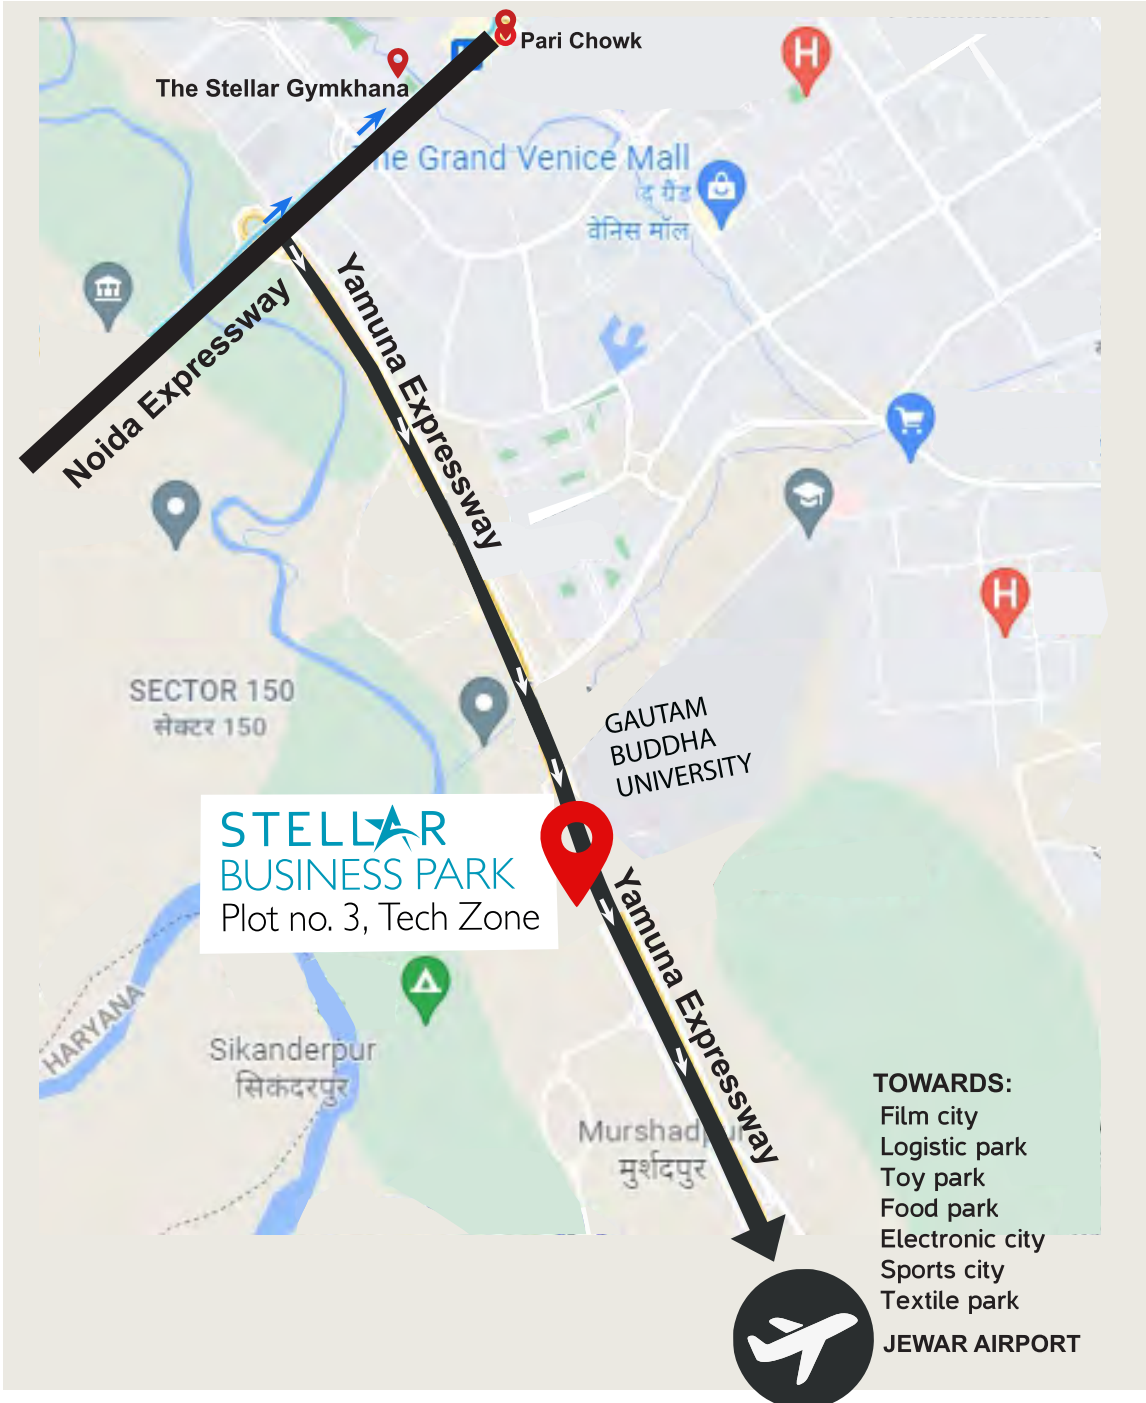 Pari Chowk
The Stellar Gymkhana
The Grand Venice Mall
द ग्रैंड
वेनिस मॉल
Noida Expressway
Yamuna Expressway
SECTOR 150
सेक्टर 150
GAUTAM
BUDDHA
UNIVERSITY
STELLAR
BUSINESS PARK
Plot no. 3, Tech Zone
Yamuna Expressway
HARYANA
Sikanderpur
सिकंदरपुर
Murshadpur
मुर्शदपुर
TOWARDS:
Film city
Logistic park
Toy park
Food park
Electronic city
Sports city
Textile park
JEWAR AIRPORT
H
H